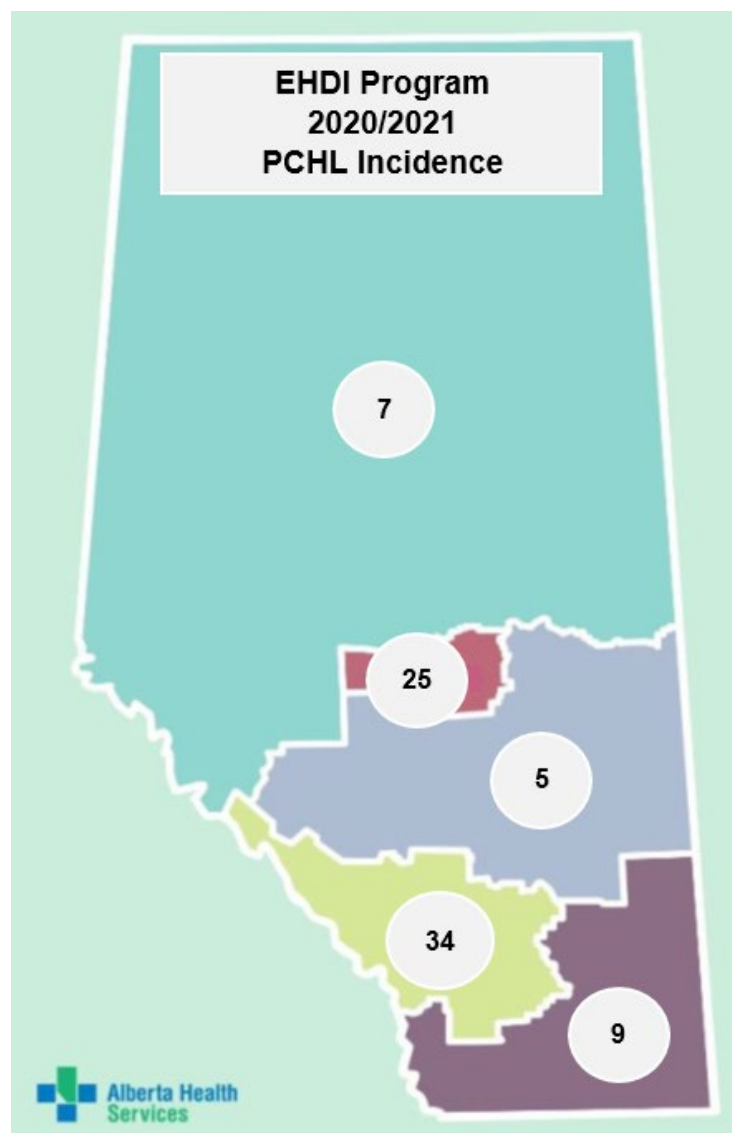 EHDI Program
2020/2021
PCHL Incidence
7
25
5
34
9
Alberta Health
Services